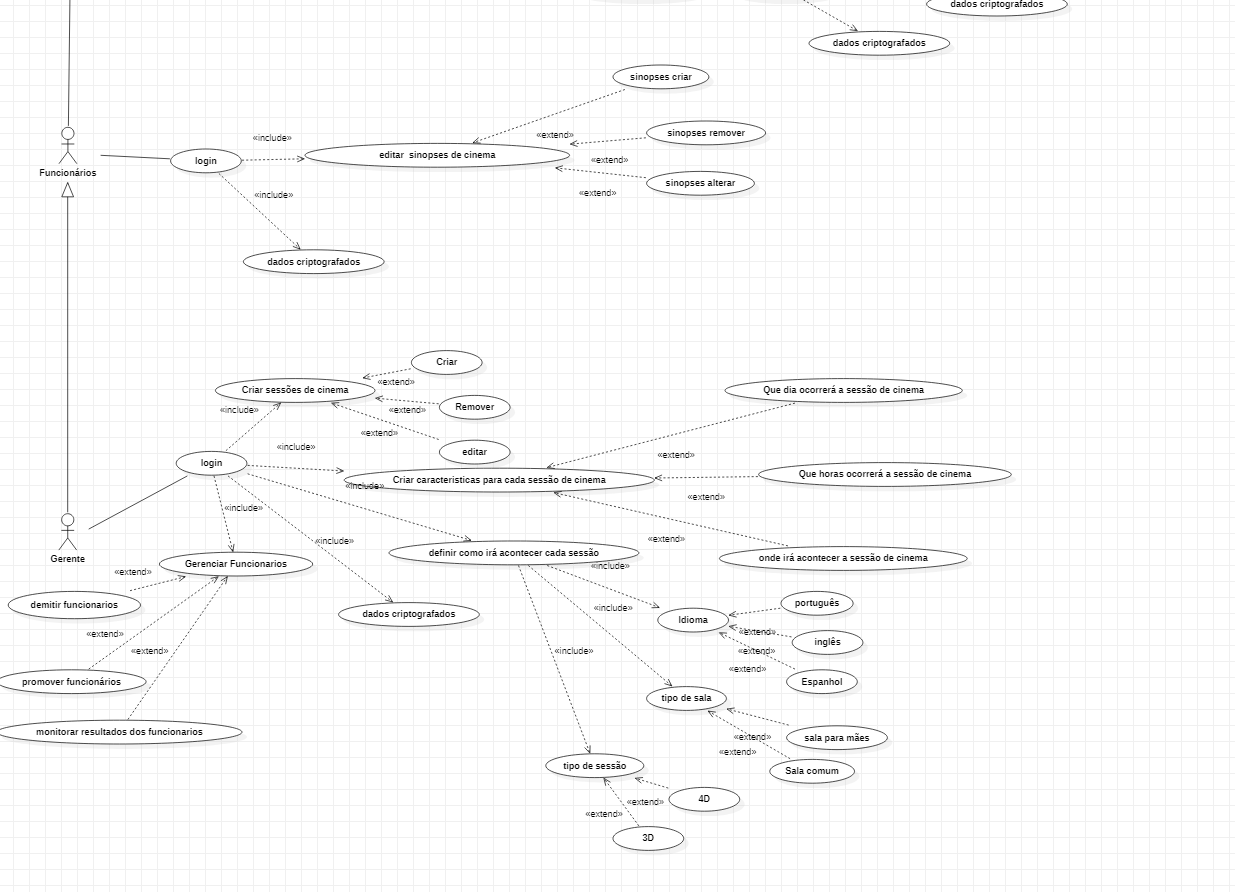 dados criptografados
dados criptografados
sinopses criar
«include»
«extend»
sinopses remover
Funcionários
login
editar  sinopses de cinema
«extend»
sinopses alterar
«include»
«extend»
dados criptografados
Criar
Criar sessões de cinema
«extend»
Que dia ocorrerá a sessão de cinema
«include»
«extend»
Remover
«extend»
«include»
editar
«extend»
login
Criar características para cada sessão de cinema
Que horas ocorrerá a sessão de cinema
«include»
«extend»
«include»
Gerente
«include»
«extend»
definir como irá acontecer cada sessão
onde irá acontecer a sessão de cinema
Gerenciar Funcionarios
«include»
«extend»
demitir funcionarios
dados criptografados
«include»
português
Idioma
«extend»
«extend»
inglês
«extend»
«include»
«extend»
«extend»
promover funcionários
Espanhol
tipo de sala
monitorar resultados dos funcionarios
«extend»
sala para mães
«extend»
tipo de sessão
Sala comum
«extend»
4D
«extend»
3D